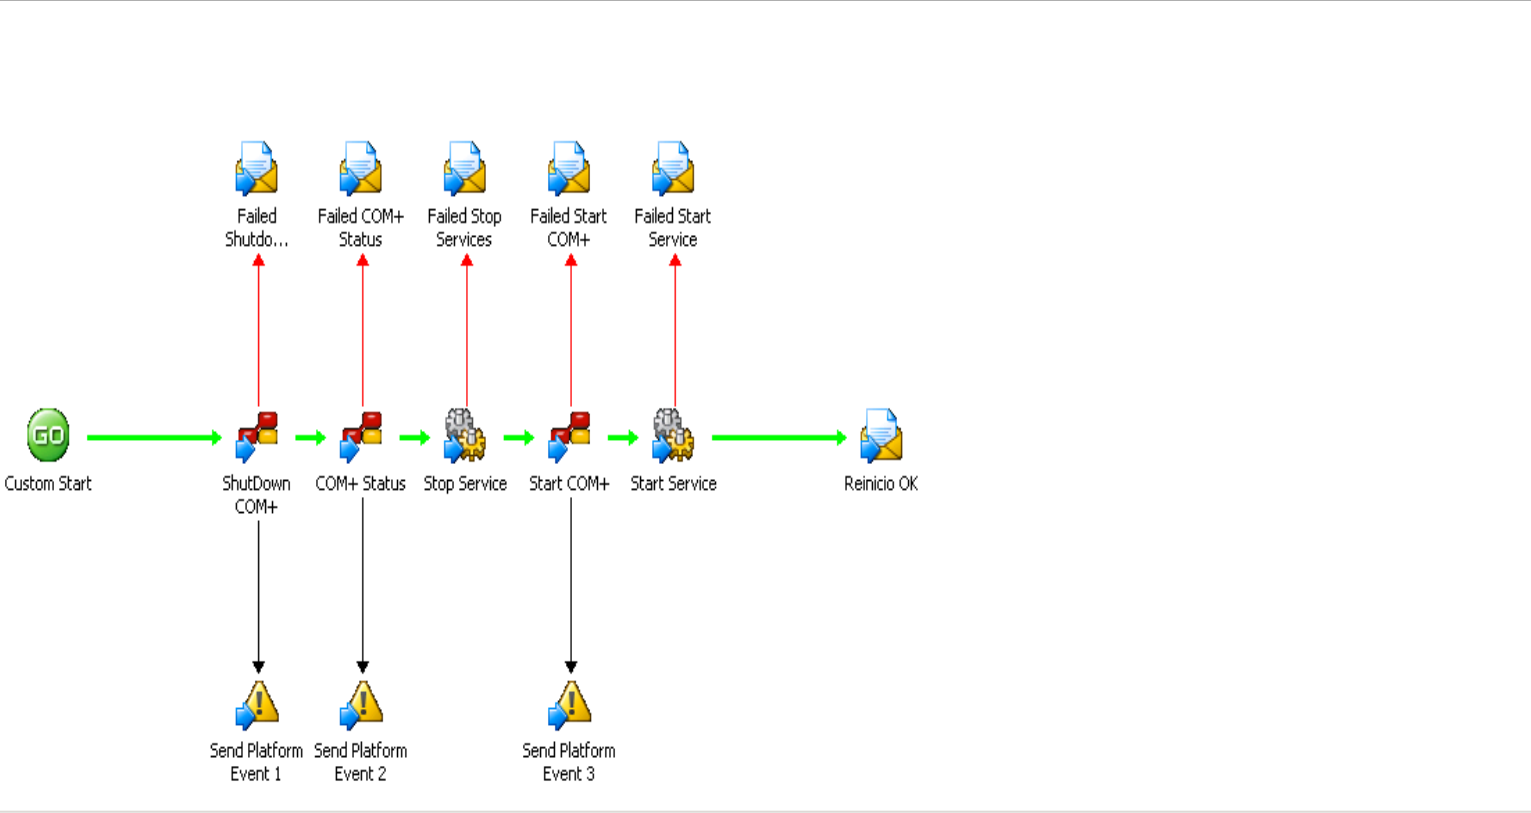 Failed
Shutdo...
Failed COM+
Status
Failed Stop
Services
Failed Start
COM+
Failed Start
Service
GO
Custom Start
ShutDown
COM+
COM+ Status
Stop Service
Start COM+
Start Service
Reinicio OK
Send Platform
Event 1
Send Platform
Event 2
Send Platform
Event 3